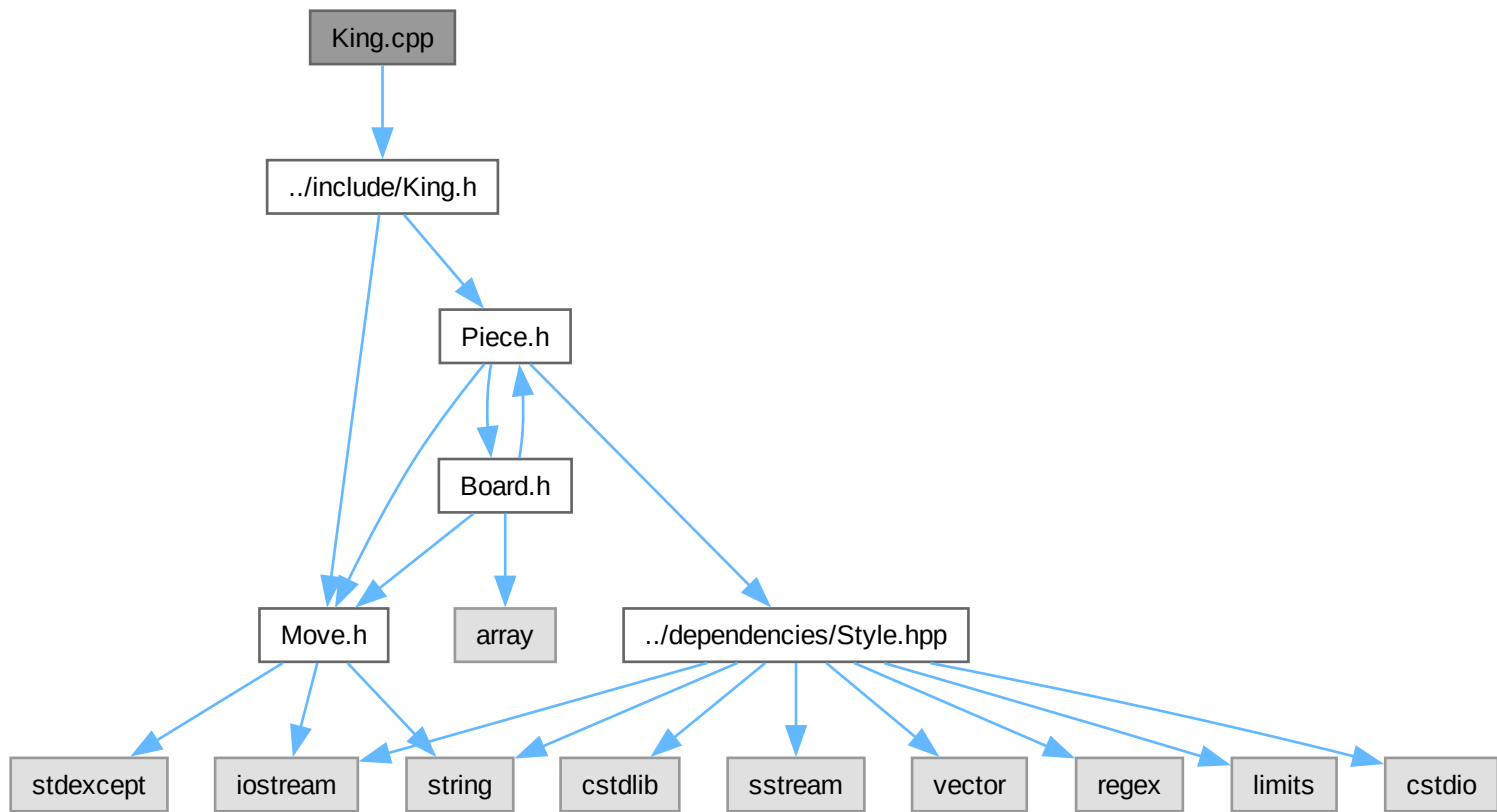 King.cpp
../include/King.h
Piece.h
Board.h
Move.h
array
../dependencies/Style.hpp
stdexcept
iostream
string
cstdlib
sstream
vector
regex
limits
cstdio